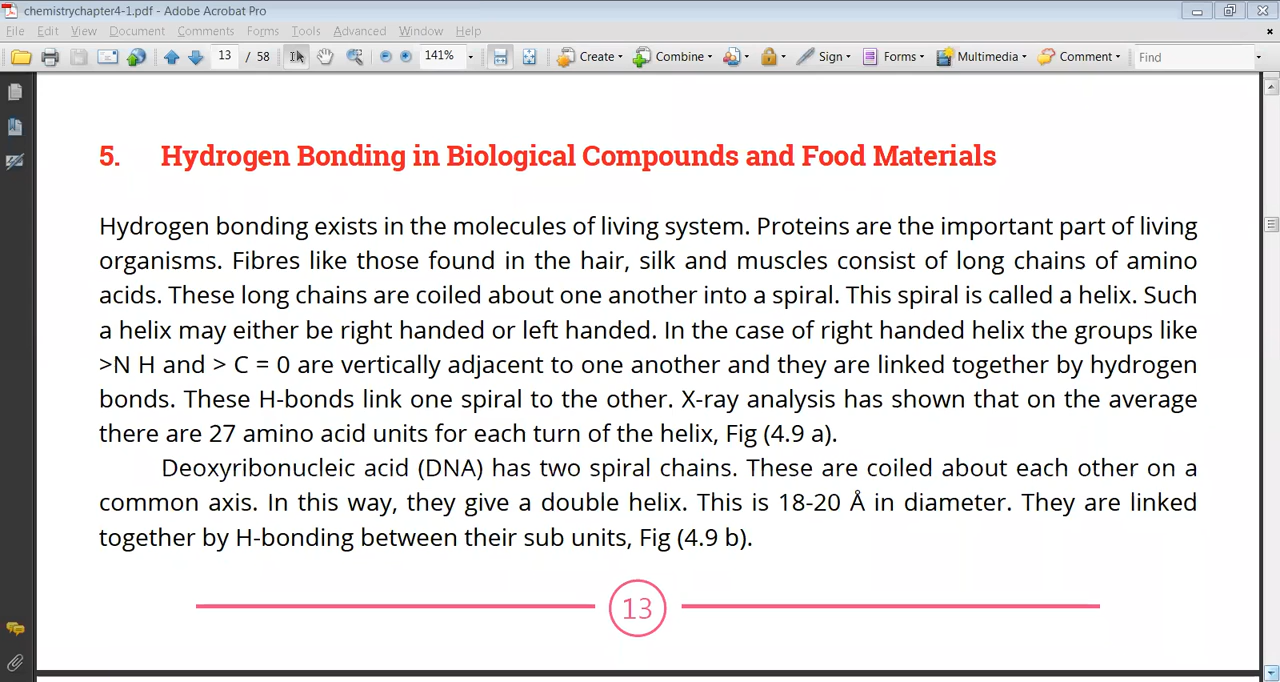 chemistrychapter4-1.pdf - Adobe Acrobat Pro
File Edit View Document Comments Forms Tools Advanced Window Help
13 / 58 141% Create Combine Sign Forms Multimedia Comment Find
5. Hydrogen Bonding in Biological Compounds and Food Materials
Hydrogen bonding exists in the molecules of living system. Proteins are the important part of living
organisms. Fibres like those found in the hair, silk and muscles consist of long chains of amino
acids. These long chains are coiled about one another into a spiral. This spiral is called a helix. Such
a helix may either be right handed or left handed. In the case of right handed helix the groups like
>N H and > C = 0 are vertically adjacent to one another and they are linked together by hydrogen
bonds. These H-bonds link one spiral to the other. X-ray analysis has shown that on the average
there are 27 amino acid units for each turn of the helix, Fig (4.9 a).
Deoxyribonucleic acid (DNA) has two spiral chains. These are coiled about each other on a
common axis. In this way, they give a double helix. This is 18-20 Å in diameter. They are linked
together by H-bonding between their sub units, Fig (4.9 b).
13